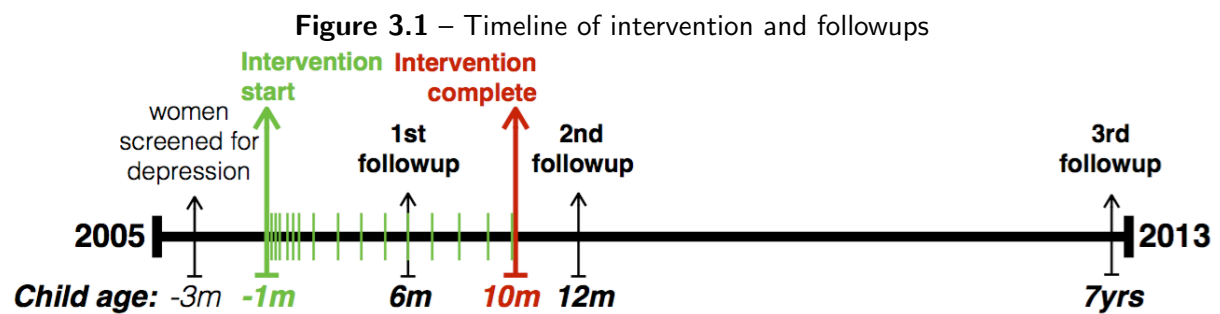 Figure 3.1 – Timeline of intervention and followups
Intervention
start
Intervention
complete
women
screened for
depression
1st
followup
2nd
followup
3rd
followup
2005
2013
Child age: -3m -1m 6m 10m 12m 7yrs